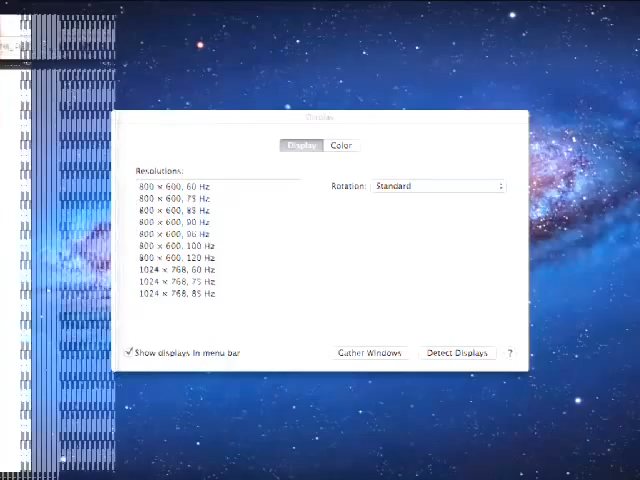 Display
Display Color
Resolutions:
800 × 600, 60 Hz
Rotation: Standard
800 × 600, 75 Hz
800 × 600, 85 Hz
800 × 600, 90 Hz
800 × 600, 96 Hz
800 × 600, 100 Hz
800 × 600, 120 Hz
1024 × 768, 60 Hz
1024 × 768, 75 Hz
1024 × 768, 85 Hz
Show displays in menu bar
Gather Windows Detect Displays ?